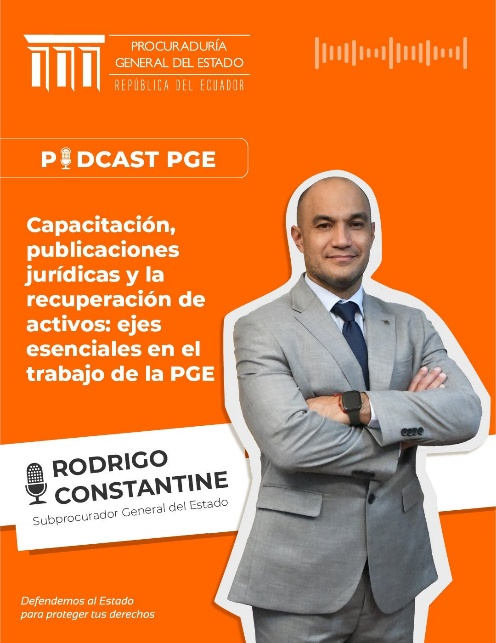 PROCURADURÍA
GENERAL DEL ESTADO
REPÚBLICA DEL ECUADOR
PODCAST PGE
Capacitación,
publicaciones
jurídicas y la
recuperación de
activos: ejes
esenciales en el
trabajo de la PGE
RODRIGO
CONSTANTINE
Subprocurador General del Estado
Defendemos al Estado
para proteger tus derechos